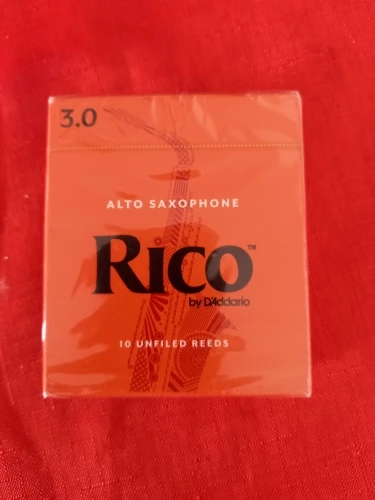 3.0
ALTO SAXOPHONE
RICO™
by D'Addario
10 UNFILED REEDS